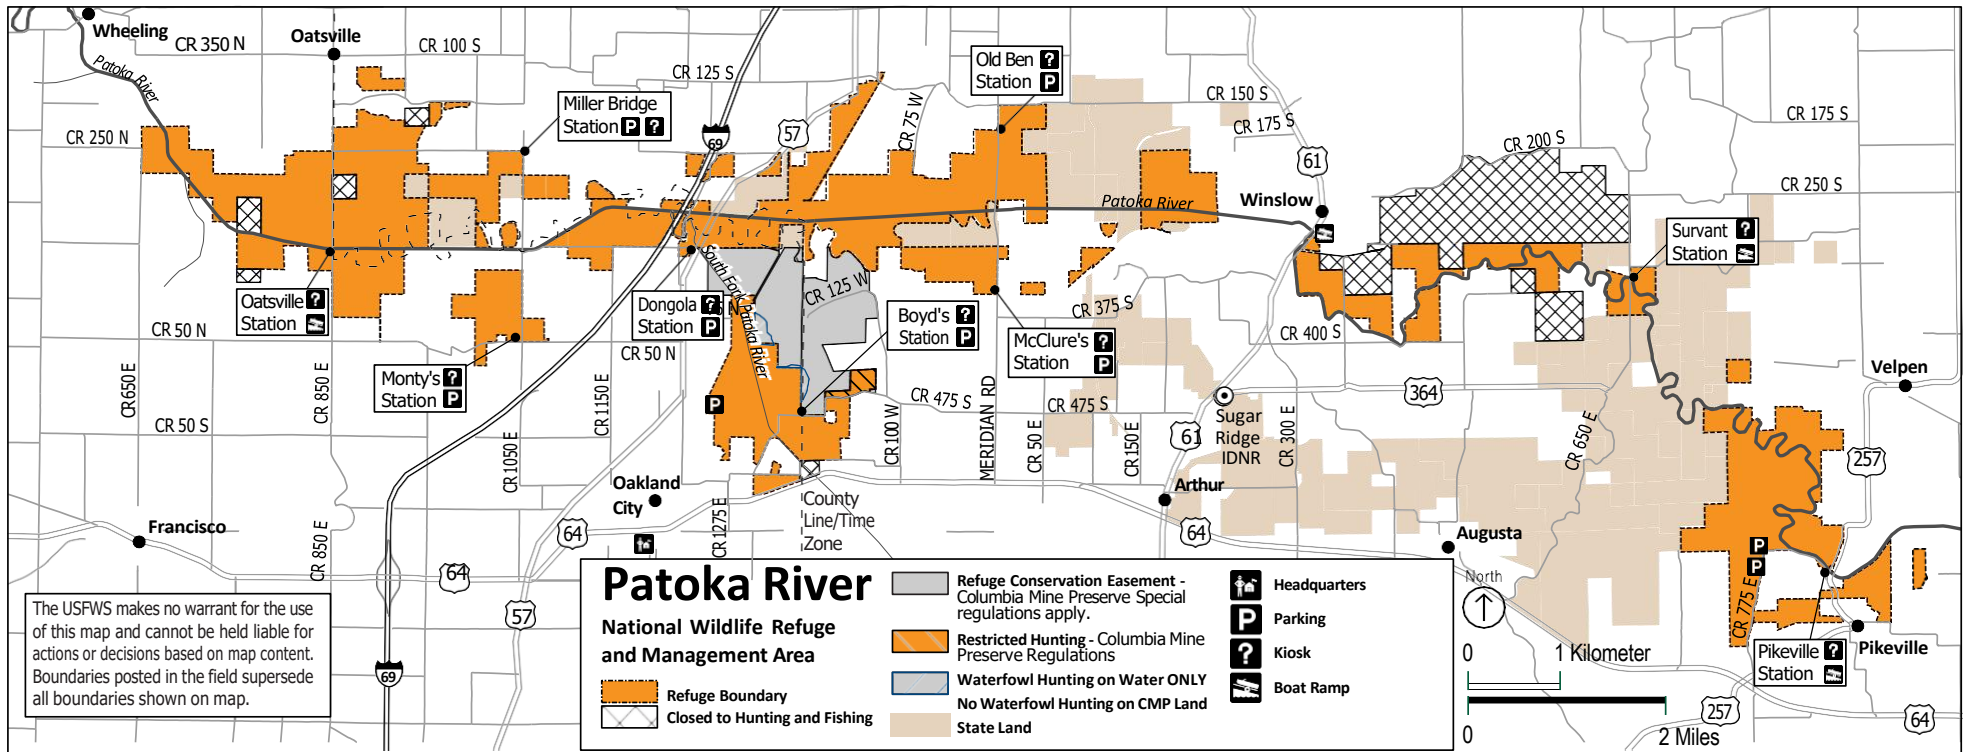 Wheeling
CR 350 N
Oatsville
CR 100 S
Patoka River
CR 125 S
Old Ben ?
Station P
Miller Bridge
Station P ?
69
57
CR 75 W
CR 150 S
CR 175 S
CR 175 S
CR 250 N
61
CR 200 S
CR 250 S
Winslow
Patoka River
Survant ?
Station
Oatsville ?
Station
South Fork Patoka River
CR 125 W
Dongola ?
Station P
Boyd's ?
Station P
McClure's ?
Station P
CR 375 S
CR 400 S
CR 50 N
CR 50 N
Monty's ?
Station P
CR 650 E
CR 850 E
CR 1150 E
P
CR 475 S
CR 475 S
MERIDIAN RD
364
Velpen
Sugar
Ridge
IDNR
61
CR 50 S
CR 1050 E
CR 100 W
CR 150 E
CR 150 E
CR 300 E
CR 650 E
257
Oakland
City
Arthur
County
Line/Time
Zone
CR 1275 E
Francisco
CR 850 E
64
64
64
Augusta
P
P
CR 775 E
57
69
Pikeville
Pikeville ?
Station
257
64
The USFWS makes no warrant for the use
of this map and cannot be held liable for
actions or decisions based on map content.
Boundaries posted in the field supersede
all boundaries shown on map.
Patoka River
National Wildlife Refuge
and Management Area
Refuge Boundary
Closed to Hunting and Fishing
Refuge Conservation Easement -
Columbia Mine Preserve Special
regulations apply.
Restricted Hunting - Columbia Mine
Preserve Regulations
Waterfowl Hunting on Water ONLY
No Waterfowl Hunting on CMP Land
State Land
Headquarters
P Parking
? Kiosk
Boat Ramp
North
0 1 Kilometer
0 2 Miles